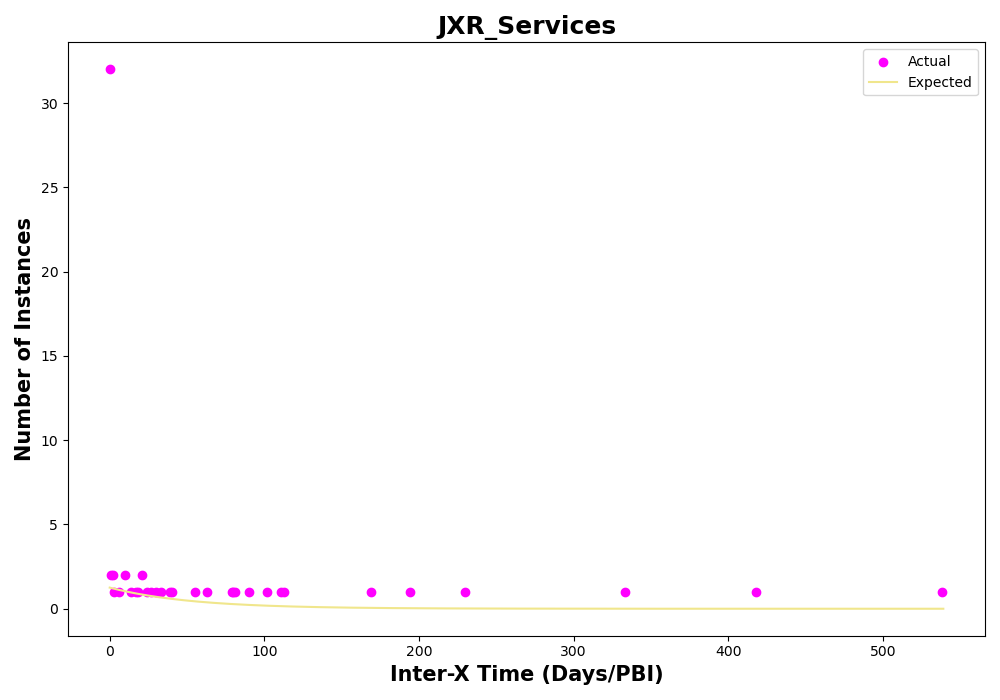 JXR_Services
Actual
Expected
Number of Instances
30
25
20
15
10
5
0
0 100 200 300 400 500
Inter-X Time (Days/PBI)